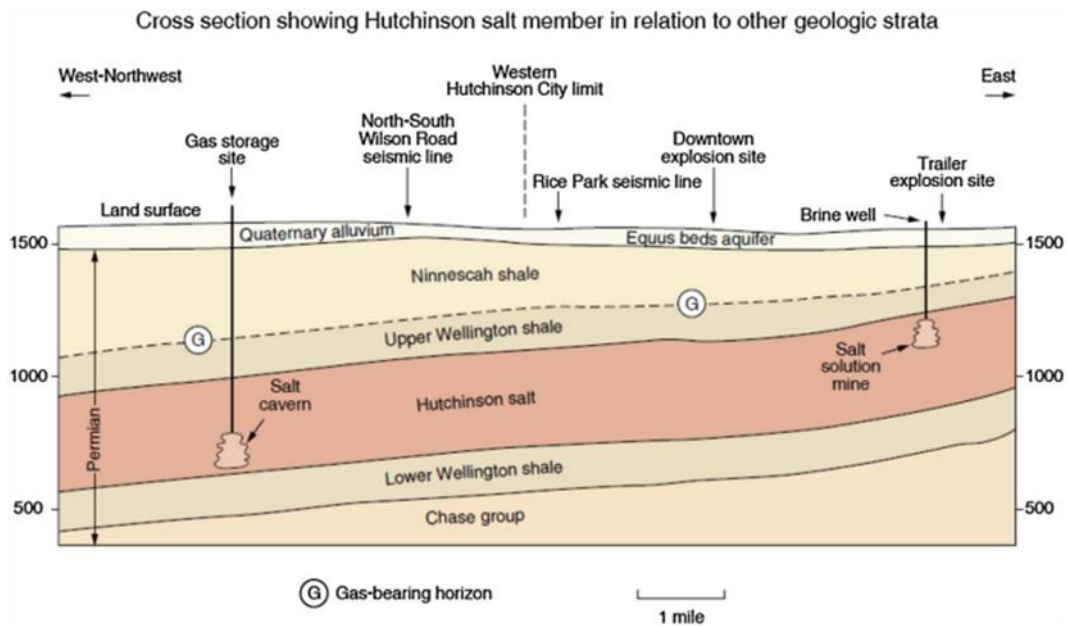 Cross section showing Hutchinson salt member in relation to other geologic strata
West-Northwest
Western
Hutchinson City limit
East
North-South
Wilson Road
seismic line
Gas storage
site
Downtown
explosion site
Trailer
explosion site
Rice Park seismic line
Land surface
Brine well
1500
Quaternary alluvium
Equus beds aquifer
1500
Ninnescah shale
G
G
Upper Wellington shale
1000
1000
Salt
cavern
Salt
solution
mine
Hutchinson salt
Permian
Lower Wellington shale
500
500
Chase group
G Gas-bearing horizon
1 mile